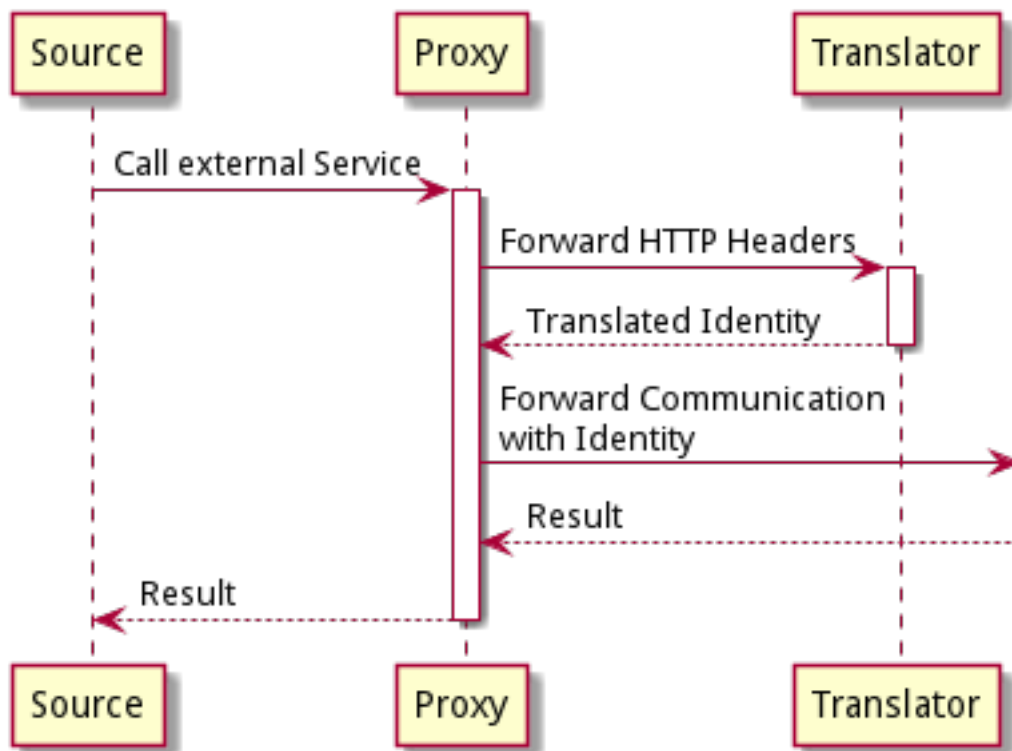 Source
Proxy
Translator
Call external Service
Forward HTTP Headers
Translated Identity
Forward Communication
with Identity
Result
Result
Source
Proxy
Translator